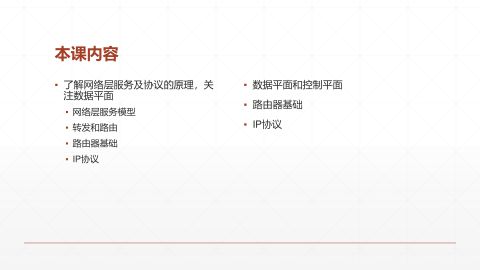 本课内容
了解网络层服务及协议的原理，关
注数据平面
网络层服务模型
转发和路由
路由器基础
IP协议
数据平面和控制平面
路由器基础
IP协议